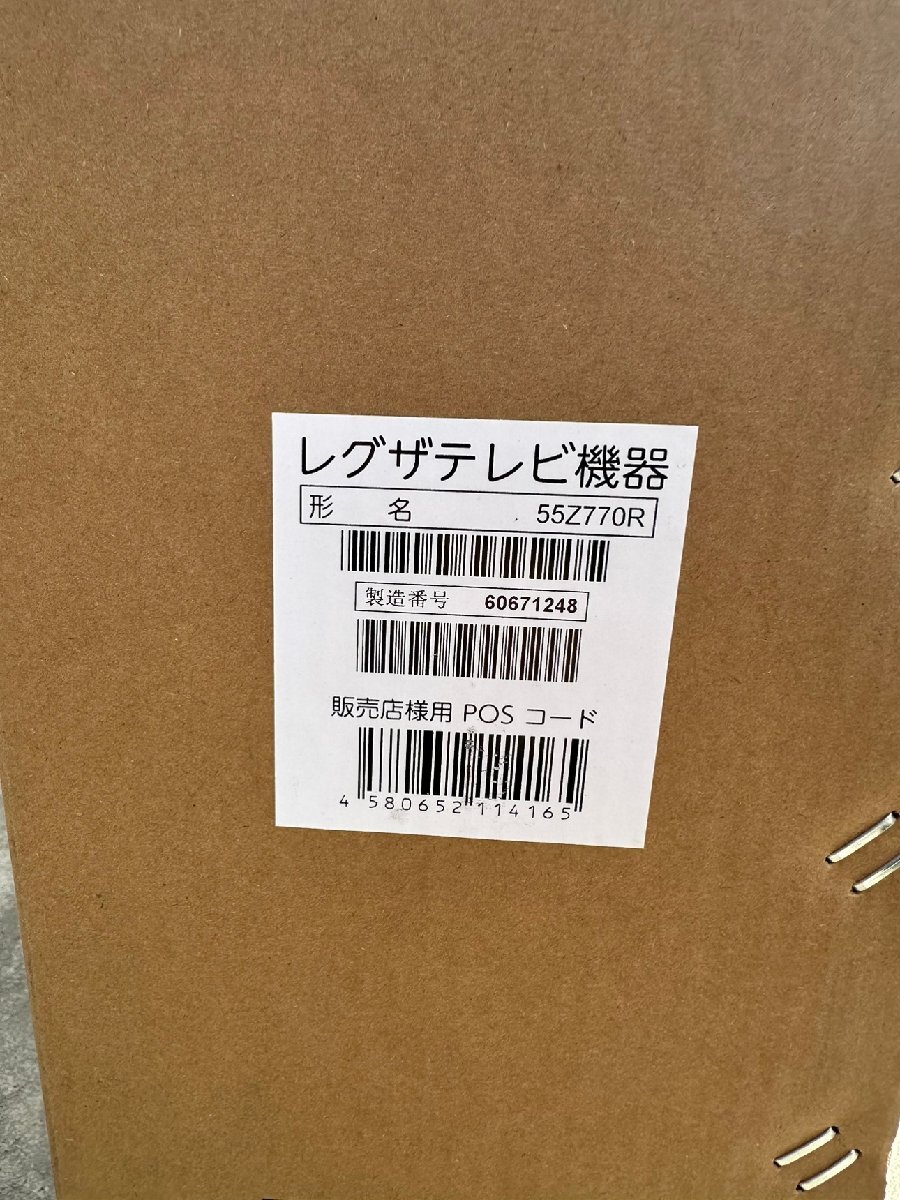 レグザテレビ機器
形 名 55Z770R
製造番号 60671248
販売店様用 POS コード
4 580652 114165